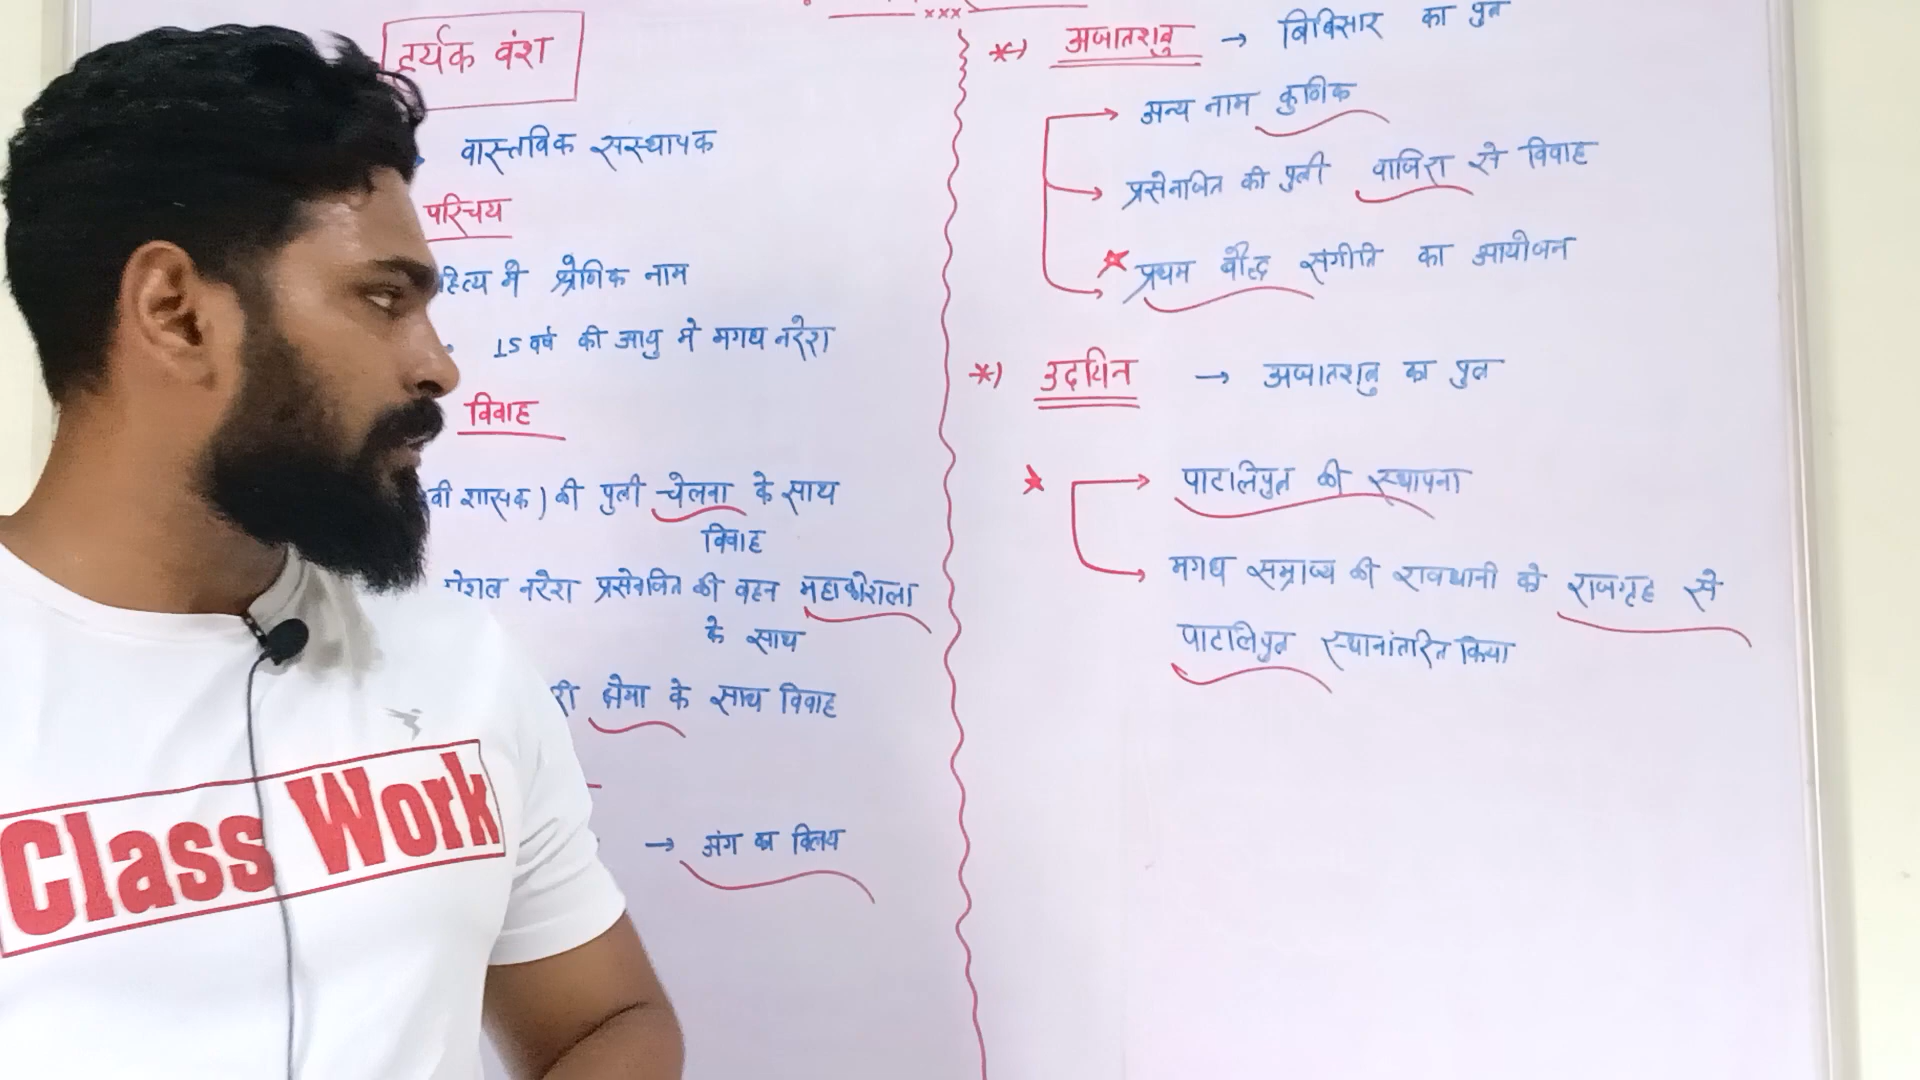 हर्यक वंश
वास्तविक संस्थापक
परिचय
हित्य मे श्रेणिक नाम
15 वर्ष की आयु मे मगध नरेश
विवाह
वी शासक ) की पुत्री चेलना के साथ
विवाह
नरेश प्रसेनजित की बहन महाकोशला
के साथ
री क्षेमा के साथ विवाह
→ अंग का विलय
xxx
*) अजातशत्रु → बिंबिसार का पुत्र
अन्य नाम कुणिक
प्रसेनजित की पुत्री वाजिरा से विवाह
प्रथम बौद्ध संगीति का आयोजन
*) उदयिन → अजातशत्रु का पुत्र
पाटलिपुत्र की स्थापना
मगध सम्राज्य की राजधानी को राजगृह से
पाटलिपुत्र स्थानांतरित किया
Class Work